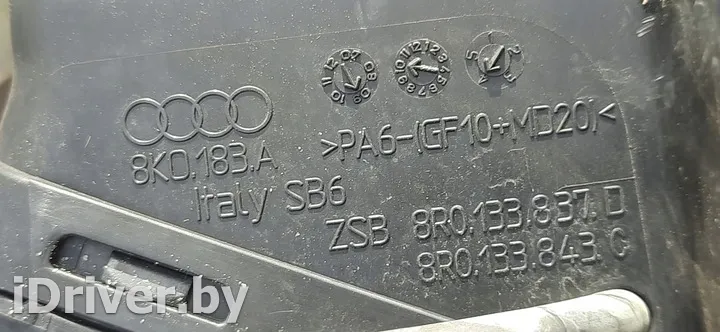 >PA6-(GF10+MD20)<
8K0.183.A
Italy SB6
ZSB 8R0.133.837.D
8R0.133.843.C
iDriver.by